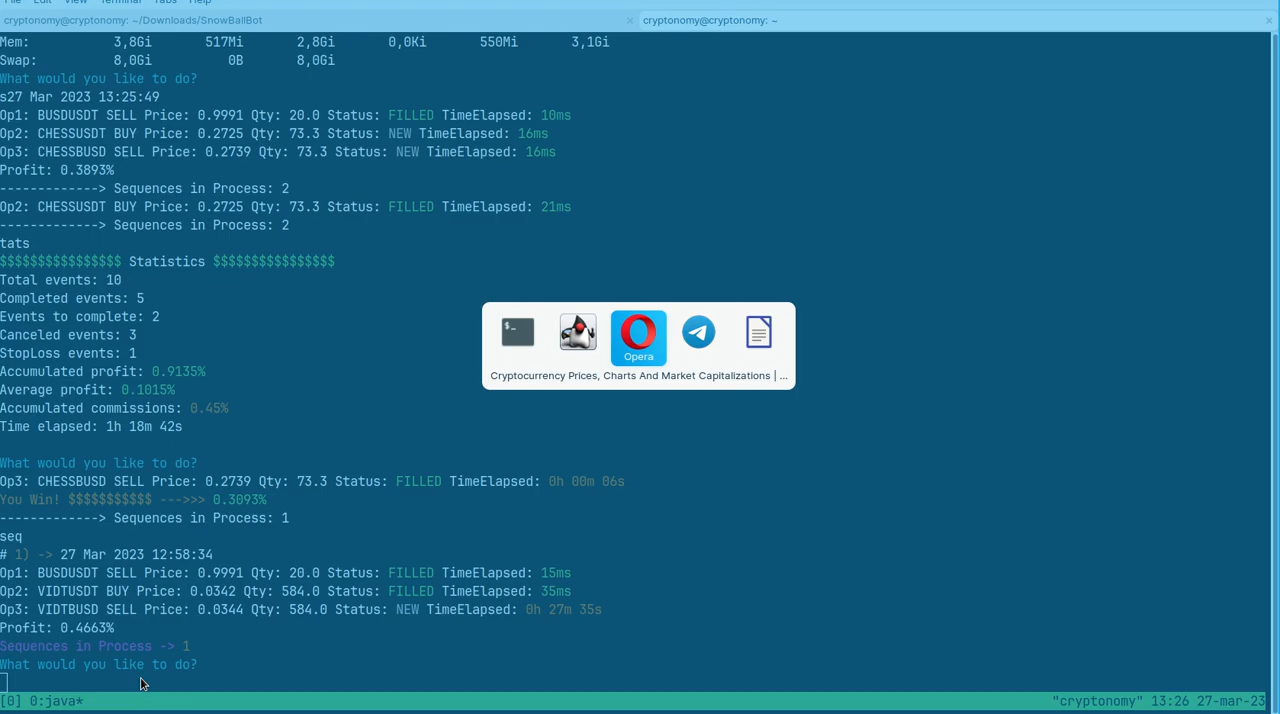 File Edit View Terminal Tabs Help
cryptonomy@cryptonomy: ~/Downloads/SnowBallBot × cryptonomy@cryptonomy: ~ ×
Mem: 3,8Gi 517Mi 2,8Gi 0,0Ki 550Mi 3,1Gi
Swap: 8,0Gi 0B 8,0Gi
What would you like to do?
s27 Mar 2023 13:25:49
Op1: BUSDUSDT SELL Price: 0.9991 Qty: 20.0 Status: FILLED TimeElapsed: 10ms
Op2: CHESSUSDT BUY Price: 0.2725 Qty: 73.3 Status: NEW TimeElapsed: 16ms
Op3: CHESSBUSD SELL Price: 0.2739 Qty: 73.3 Status: NEW TimeElapsed: 16ms
Profit: 0.3893%
-------------> Sequences in Process: 2
Op2: CHESSUSDT BUY Price: 0.2725 Qty: 73.3 Status: FILLED TimeElapsed: 21ms
-------------> Sequences in Process: 2
tats
$$$$$$$$$$$$$$$$ Statistics $$$$$$$$$$$$$$$$
Total events: 10
Completed events: 5
Events to complete: 2
Canceled events: 3
StopLoss events: 1
Accumulated profit: 0.9135%
Average profit: 0.1015%
Accumulated commissions: 0.45%
Time elapsed: 1h 18m 42s
What would you like to do?
Op3: CHESSBUSD SELL Price: 0.2739 Qty: 73.3 Status: FILLED TimeElapsed: 0h 00m 06s
You Win! $$$$$$$$$$$ --->>> 0.3093%
-------------> Sequences in Process: 1
seq
# 1) -> 27 Mar 2023 12:58:34
Op1: BUSDUSDT SELL Price: 0.9991 Qty: 20.0 Status: FILLED TimeElapsed: 15ms
Op2: VIDTUSDT BUY Price: 0.0342 Qty: 584.0 Status: FILLED TimeElapsed: 35ms
Op3: VIDTBUSD SELL Price: 0.0344 Qty: 584.0 Status: NEW TimeElapsed: 0h 27m 35s
Profit: 0.4663%
Sequences in Process -> 1
What would you like to do?
[0] 0:java* "cryptonomy" 13:26 27-mar-23
$_
Opera
Cryptocurrency Prices, Charts And Market Capitalizations | ...